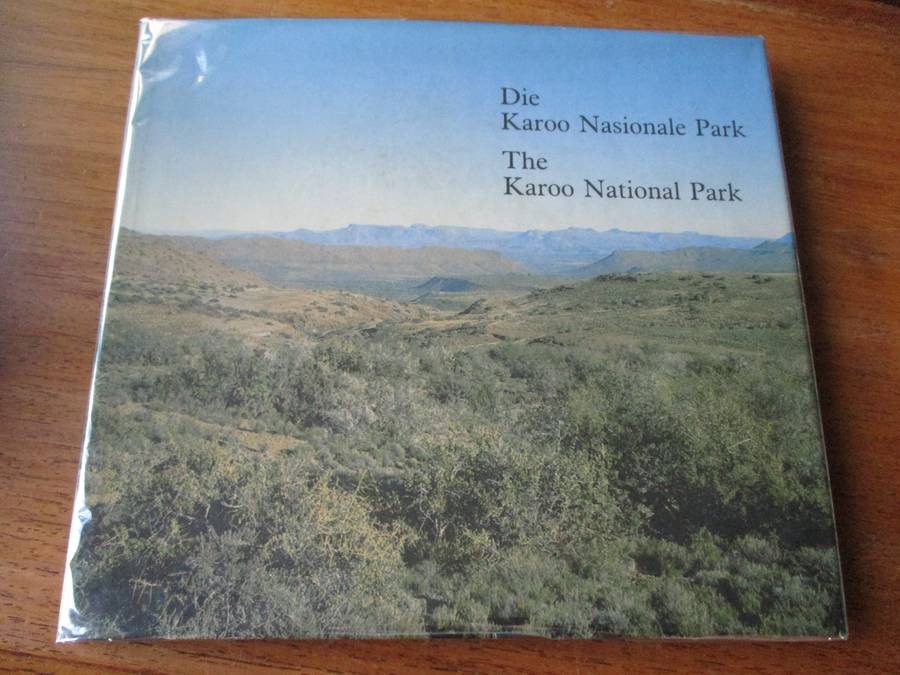 Die
Karoo Nasionale Park
The
Karoo National Park